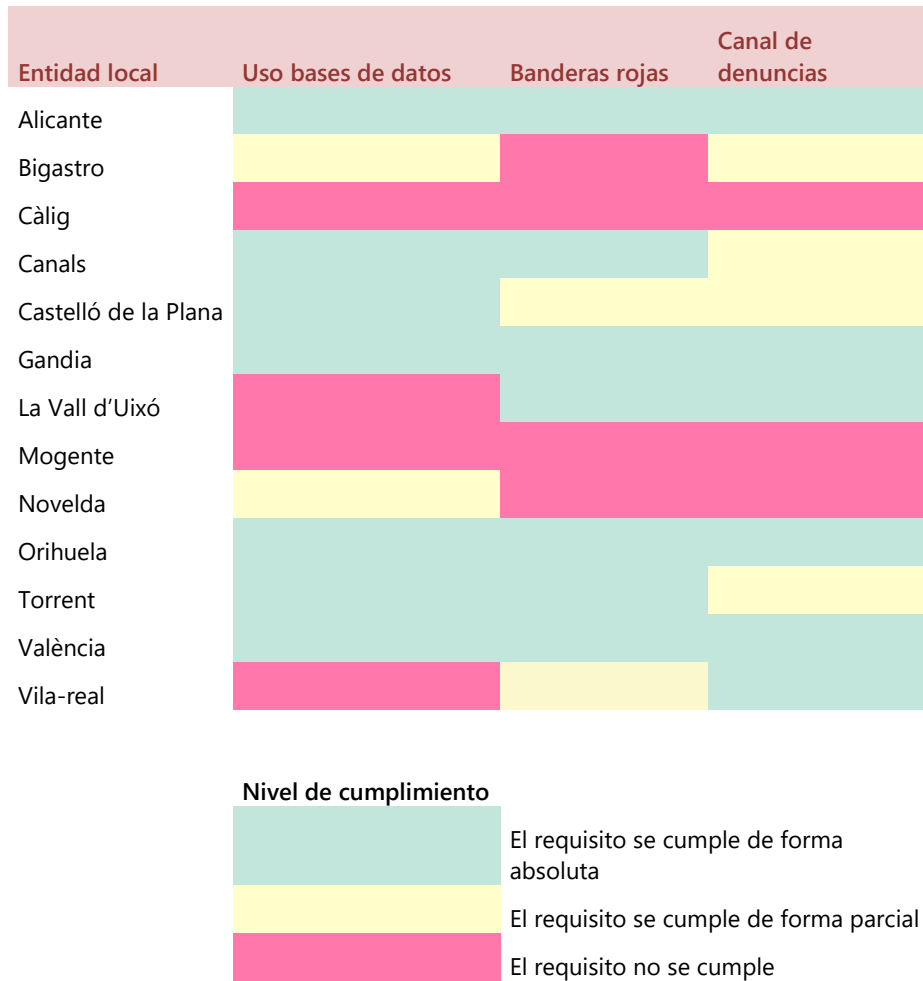 Entidad local Uso bases de datos Banderas rojas Canal de
denuncias
Alicante
Bigastro
Càlig
Canals
Castelló de la Plana
Gandia
La Vall d’Uixó
Mogente
Novelda
Orihuela
Torrent
València
Vila-real
Nivel de cumplimiento
El requisito se cumple de forma
absoluta
El requisito se cumple de forma parcial
El requisito no se cumple